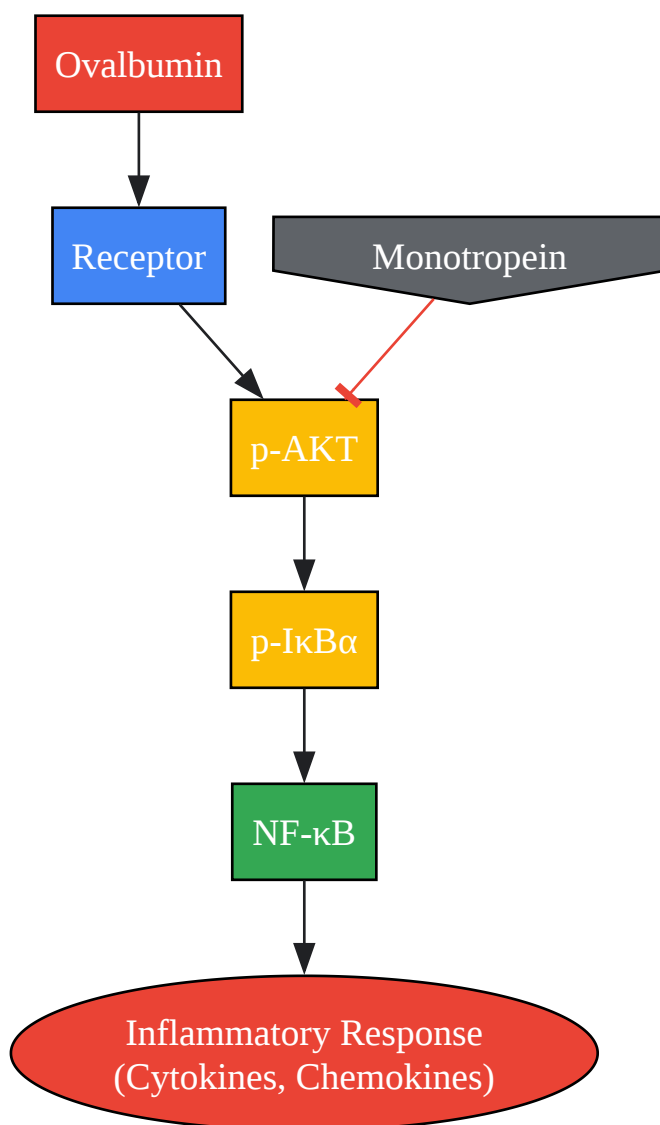 Ovalbumin
Receptor
Monotropein
p-AKT
p-IκBα
NF-κB
Inflammatory Response
(Cytokines, Chemokines)